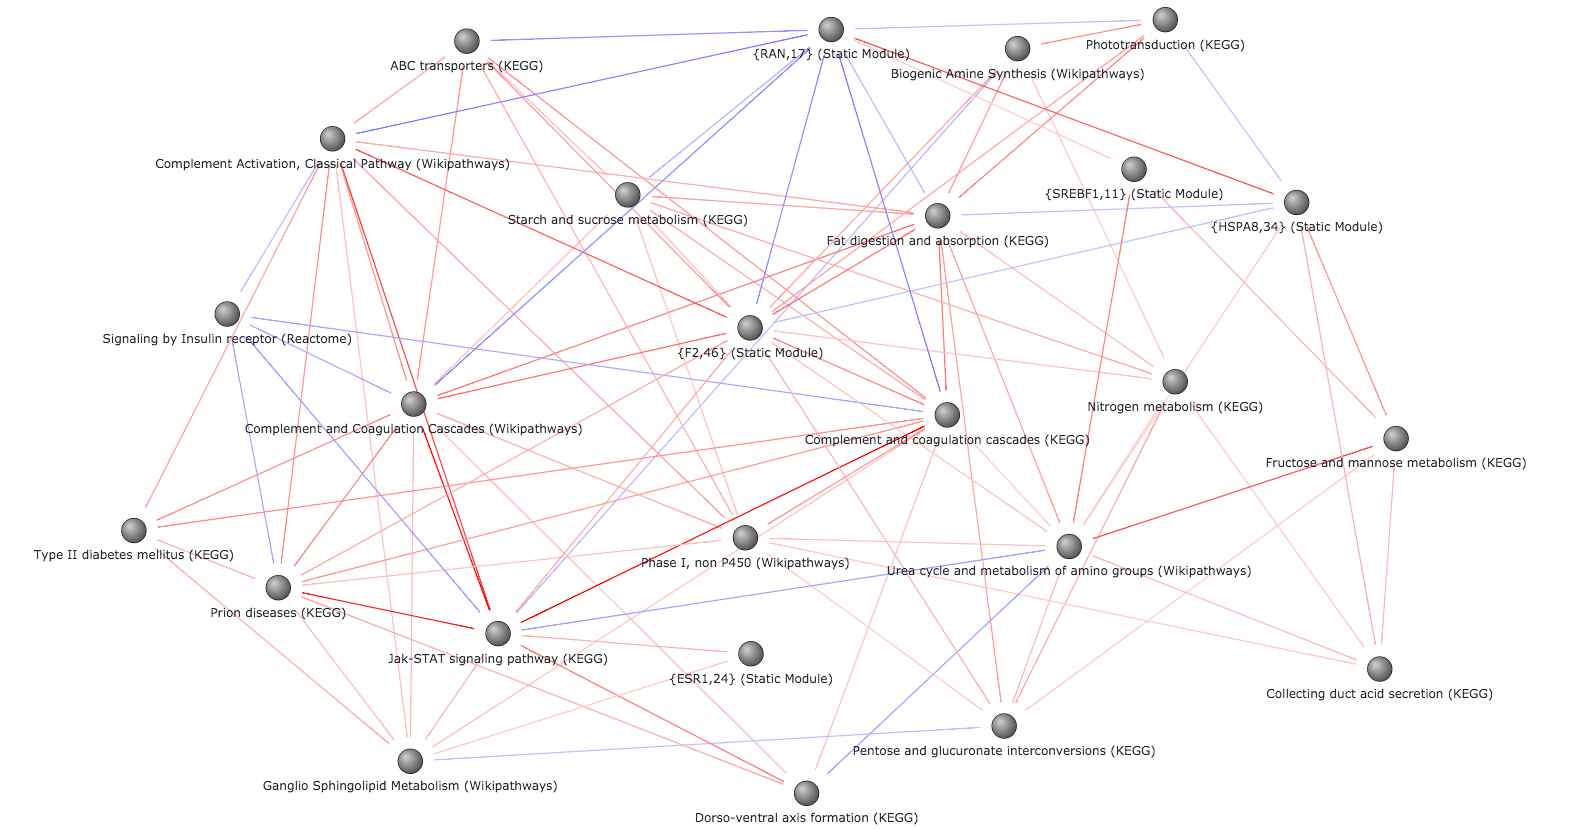 {RAN,17} (Static Module)
Phototransduction (KEGG)
ABC transporters (KEGG)
Biogenic Amine Synthesis (Wikipathways)
Complement Activation, Classical Pathway (Wikipathways)
{SREBF1,11} (Static Module)
Starch and sucrose metabolism (KEGG)
{HSPA8,34} (Static Module)
Fat digestion and absorption (KEGG)
Signaling by Insulin receptor (Reactome)
{F2,46} (Static Module)
Nitrogen metabolism (KEGG)
Complement and Coagulation Cascades (Wikipathways)
Complement and coagulation cascades (KEGG)
Fructose and mannose metabolism (KEGG)
Type II diabetes mellitus (KEGG)
Phase I, non P450 (Wikipathways)
Urea cycle and metabolism of amino groups (Wikipathways)
Prion diseases (KEGG)
Jak-STAT signaling pathway (KEGG)
{ESR1,24} (Static Module)
Collecting duct acid secretion (KEGG)
Pentose and glucuronate interconversions (KEGG)
Ganglio Sphingolipid Metabolism (Wikipathways)
Dorso-ventral axis formation (KEGG)